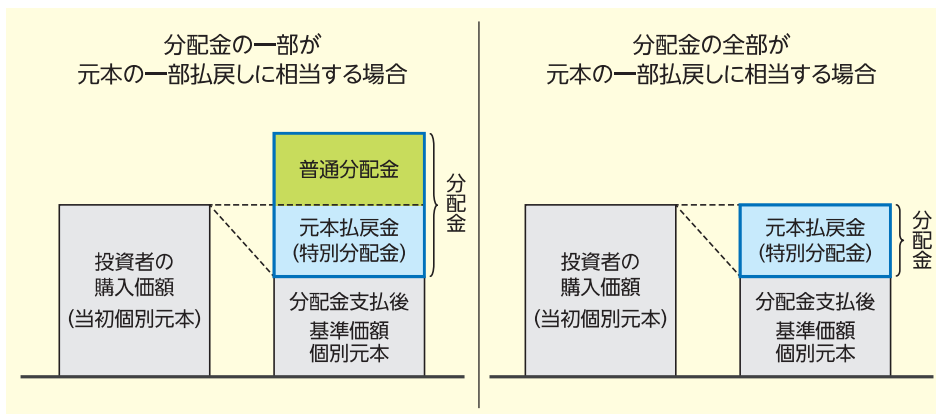 分配金の一部が
元本の一部払戻しに相当する場合
普通分配金
元本払戻金
(特別分配金)
分配金
投資者の
購入価額
(当初個別元本)
分配金支払後
基準価額
個別元本
分配金の全部が
元本の一部払戻しに相当する場合
元本払戻金
(特別分配金)
分配金
投資者の
購入価額
(当初個別元本)
分配金支払後
基準価額
個別元本